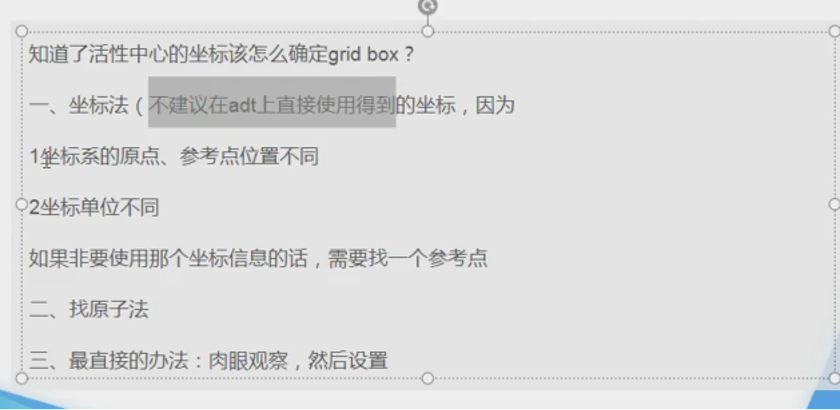 知道了活性中心的坐标该怎么确定grid box？
一、坐标法（不建议在adt上直接使用得到的坐标，因为
1坐标系的原点、参考点位置不同
2坐标单位不同
如果非要使用那个坐标信息的话，需要找一个参考点
二、找原子法
三、最直接的办法：肉眼观察，然后设置